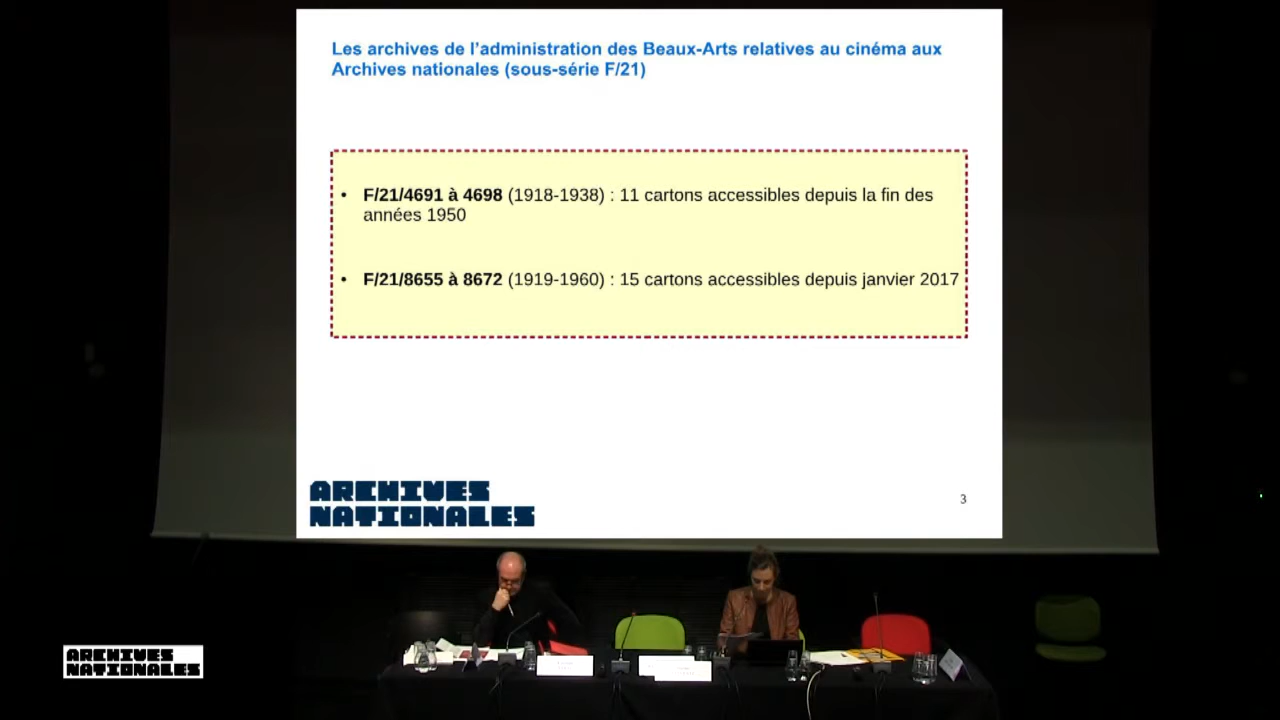 Les archives de l’administration des Beaux-Arts relatives au cinéma aux
Archives nationales (sous-série F/21)
• F/21/4691 à 4698 (1918-1938) : 11 cartons accessibles depuis la fin des
années 1950
• F/21/8655 à 8672 (1919-1960) : 15 cartons accessibles depuis janvier 2017
ARCHIVES
NATIONALES
3
ARCHIVES
NATIONALES